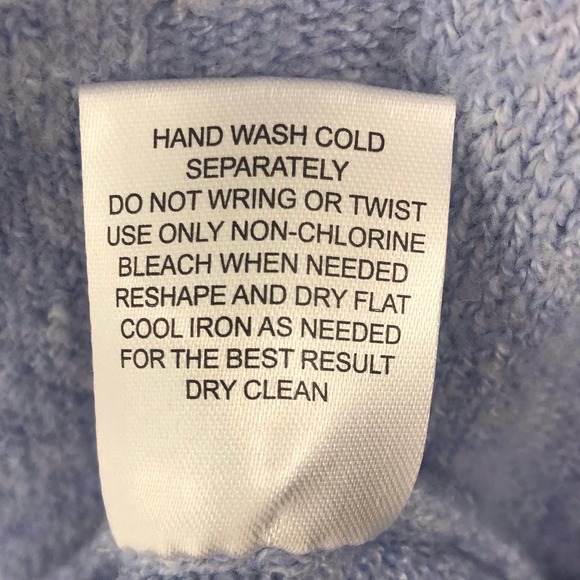 HAND WASH COLD
SEPARATELY
DO NOT WRING OR TWIST
USE ONLY NON-CHLORINE
BLEACH WHEN NEEDED
RESHAPE AND DRY FLAT
COOL IRON AS NEEDED
FOR THE BEST RESULT
DRY CLEAN